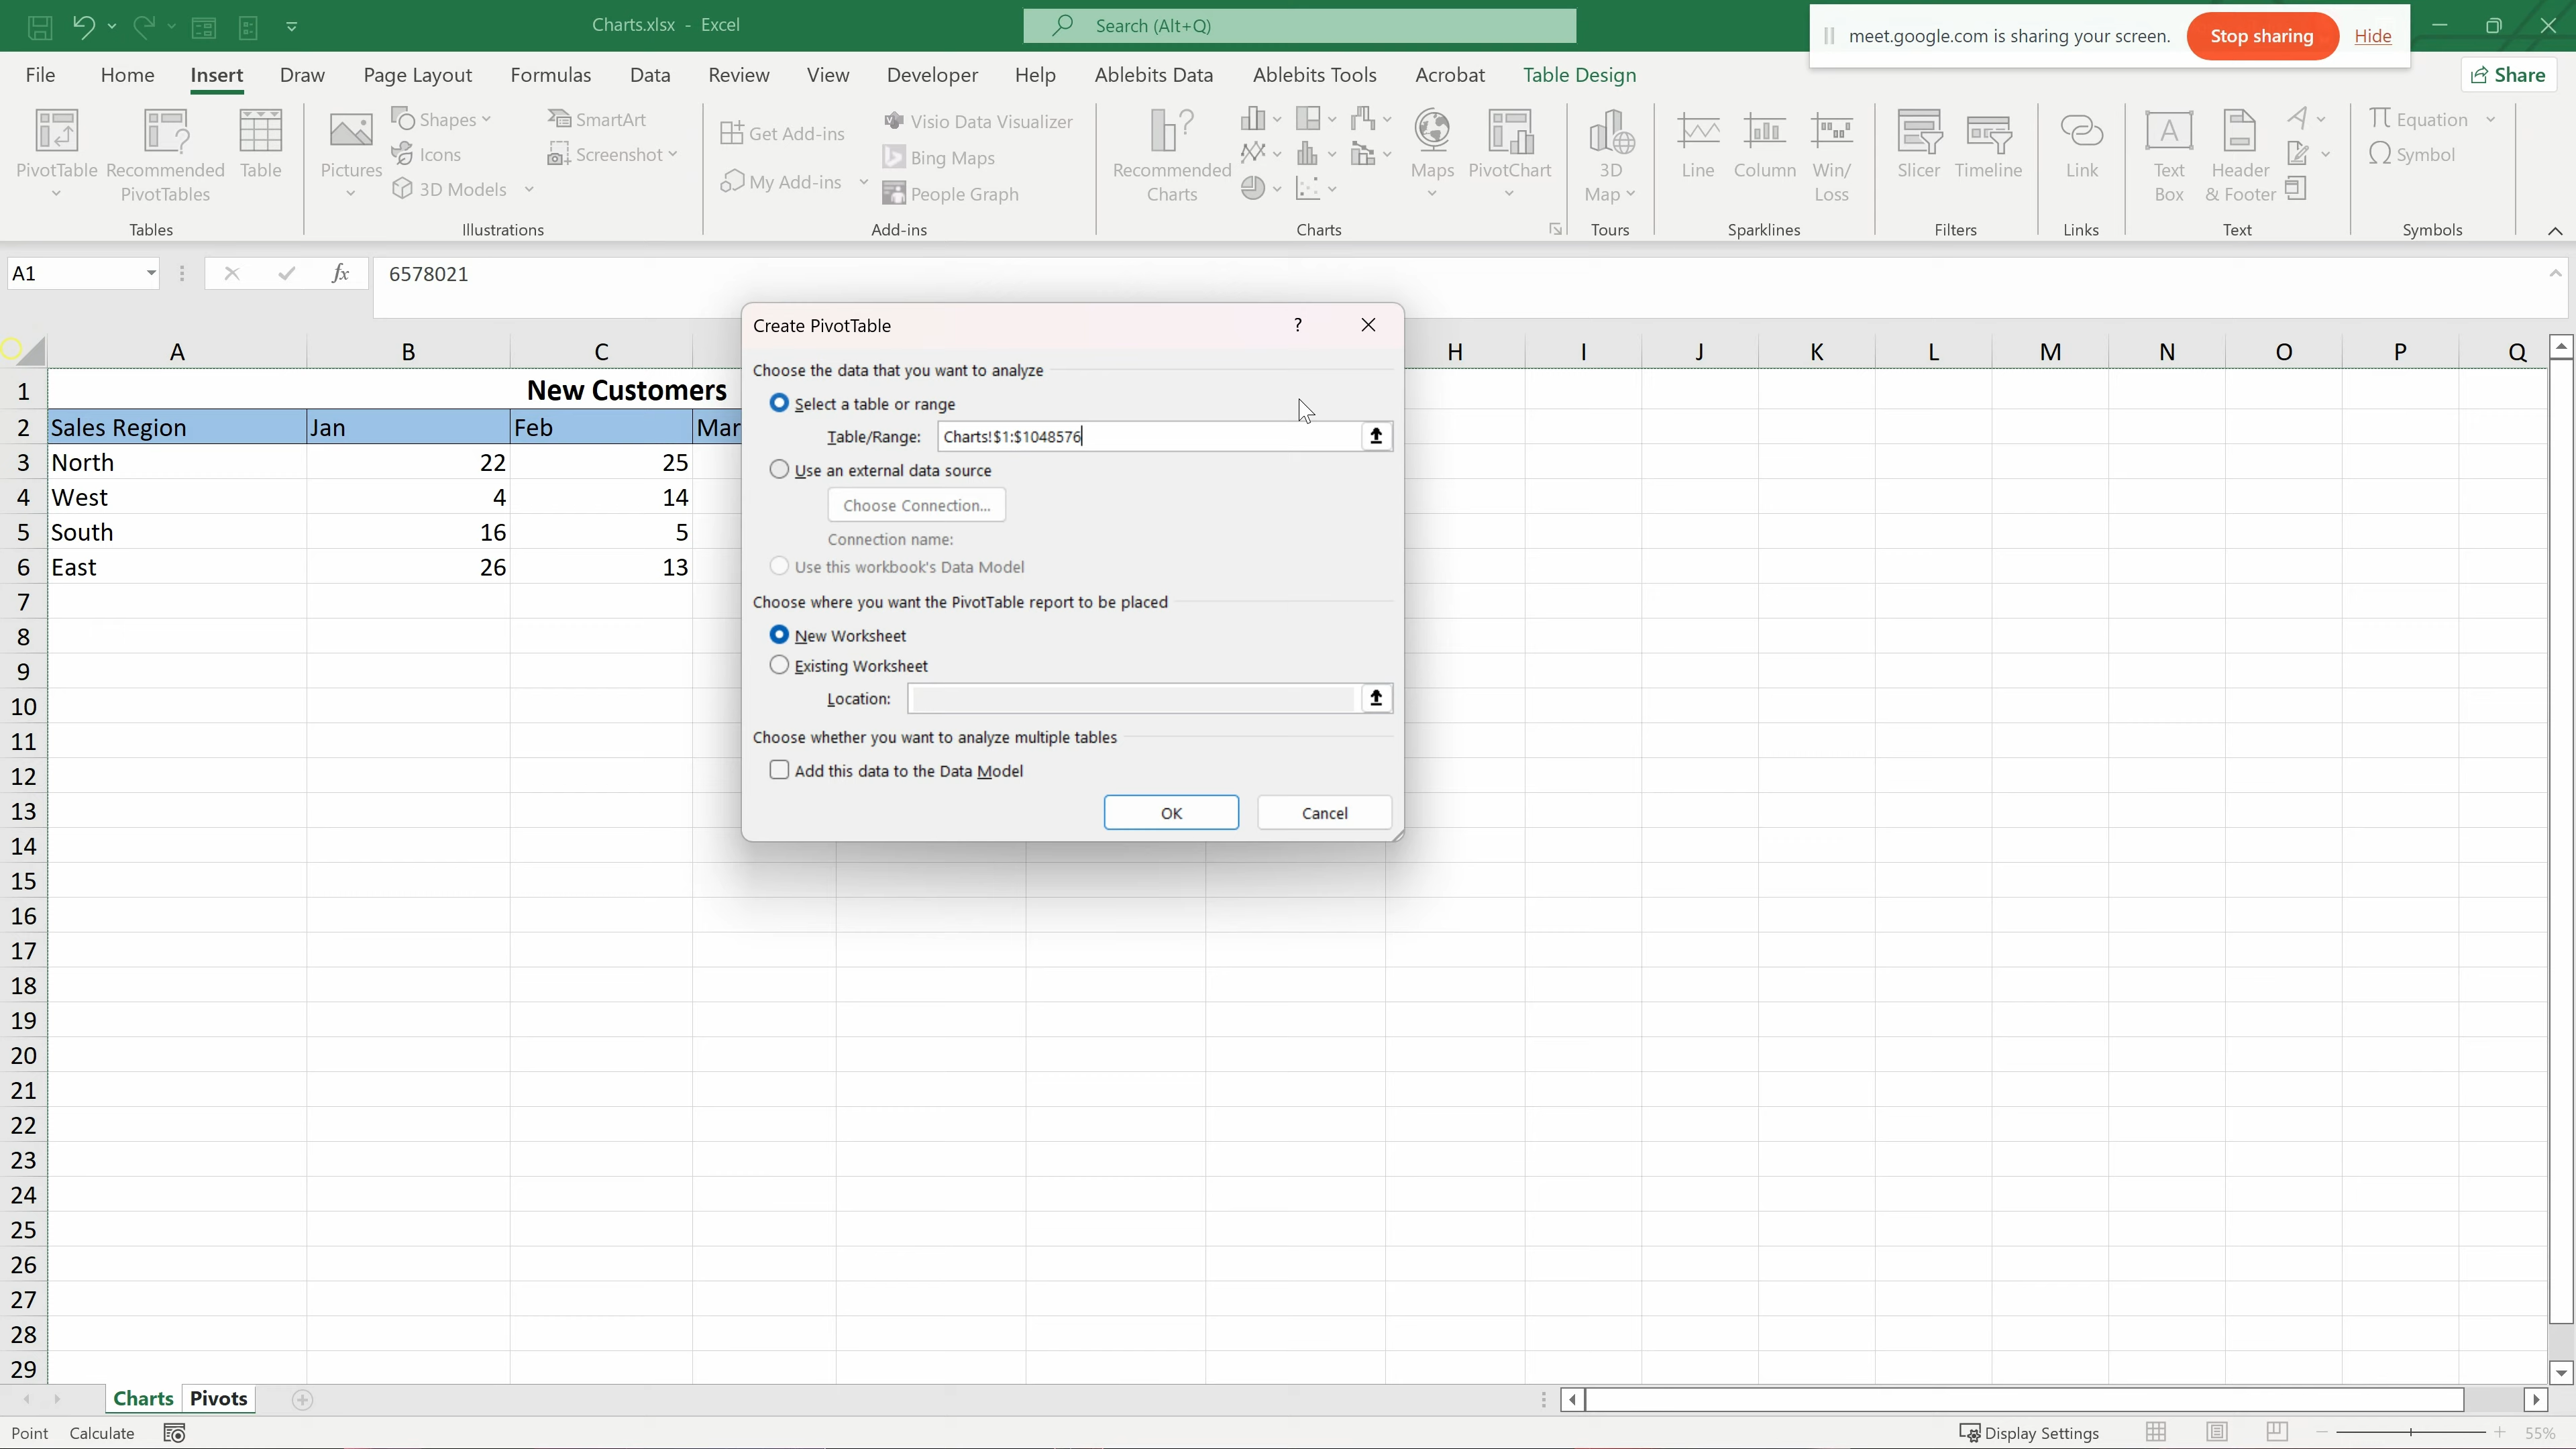 Charts.xlsx - Excel
Search (Alt+Q)
meet.google.com is sharing your screen.
Stop sharing
Hide
File Home Insert Draw Page Layout Formulas Data Review View Developer Help Ablebits Data Ablebits Tools Acrobat Table Design
Share
PivotTable
Recommended PivotTables
Table
Tables
Pictures
Shapes
Icons
3D Models
SmartArt
Screenshot
Illustrations
Get Add-ins
My Add-ins
Visio Data Visualizer
Bing Maps
People Graph
Add-ins
Recommended Charts
Maps
PivotChart
Charts
3D Map
Tours
Line
Column
Win/Loss
Sparklines
Slicer
Timeline
Filters
Link
Links
Text Box
Header & Footer
Text
Equation
Symbol
Symbols
A1
fx
6578021
A B C H I J K L M N O P Q
1 New Customers
2 Sales Region Jan Feb Mar
3 North 22 25
4 West 4 14
5 South 16 5
6 East 26 13
7
8
9
10
11
12
13
14
15
16
17
18
19
20
21
22
23
24
25
26
27
28
29
Create PivotTable
?
Choose the data that you want to analyze
Select a table or range
Table/Range: Charts!$1:$1048576
Use an external data source
Choose Connection...
Connection name:
Use this workbook's Data Model
Choose where you want the PivotTable report to be placed
New Worksheet
Existing Worksheet
Location:
Choose whether you want to analyze multiple tables
Add this data to the Data Model
OK Cancel
Charts Pivots
Point Calculate
Display Settings
55%